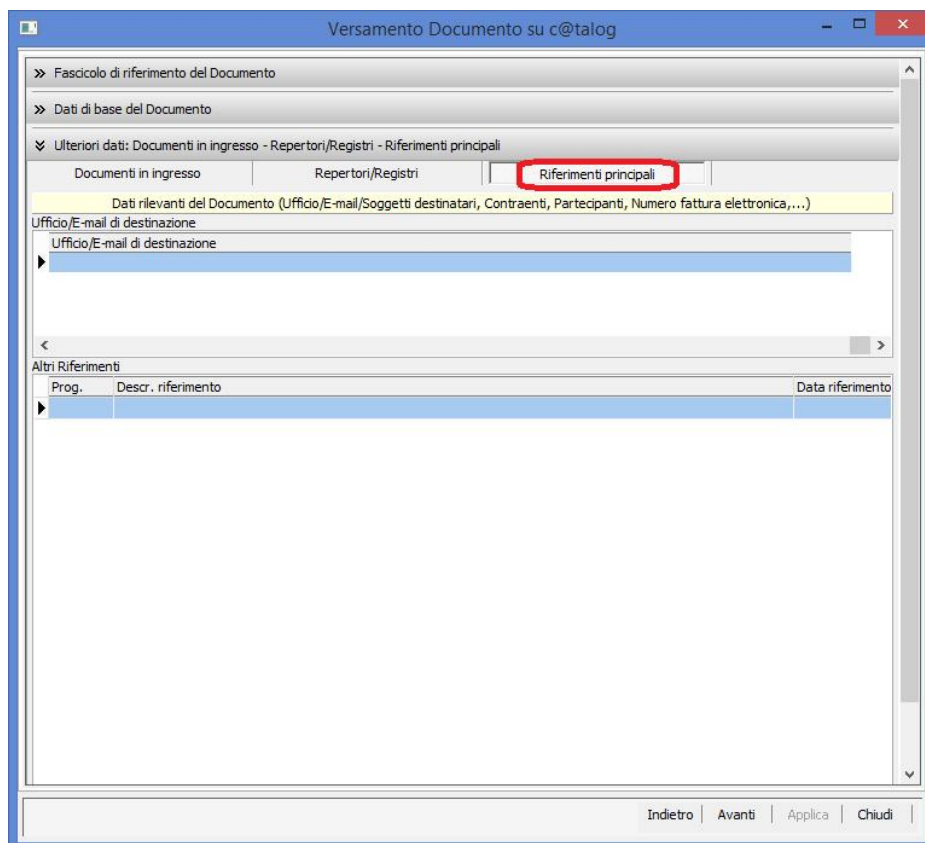 Versamento Documento su c@talog
Fascicolo di riferimento del Documento
Dati di base del Documento
Ulteriori dati: Documenti in ingresso - Repertori/Registri - Riferimenti principali
Documenti in ingresso Repertori/Registri Riferimenti principali
Dati rilevanti del Documento (Ufficio/E-mail/Soggetti destinatari, Contraenti, Partecipanti, Numero fattura elettronica,...)
Ufficio/E-mail di destinazione
Ufficio/E-mail di destinazione
Altri Riferimenti
Prog. Descr. riferimento Data riferimento
Indietro Avanti Applica Chiudi